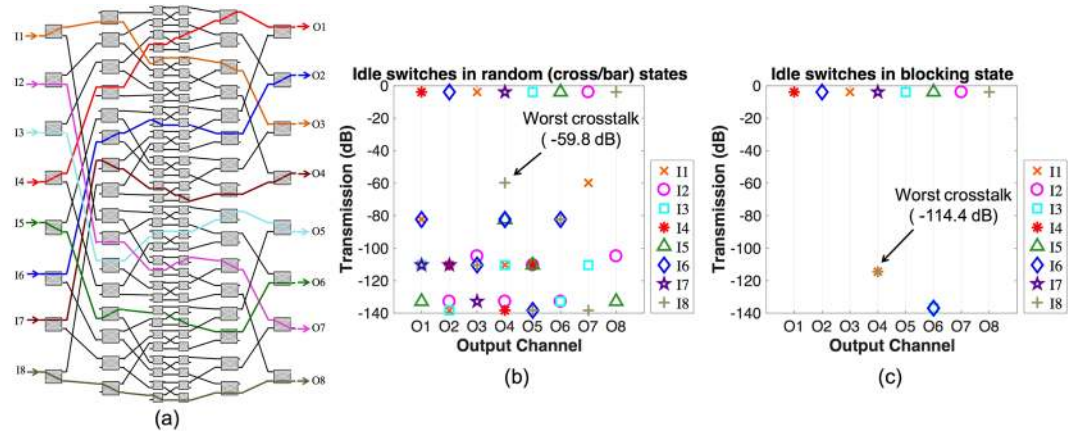 I1
I2
I3
I4
I5
I6
I7
I8
O1
O2
O3
O4
O5
O6
O7
O8
(a)
Idle switches in random (cross/bar) states
Transmission (dB)
0
-20
-40
-60
-80
-100
-120
-140
Worst crosstalk
( -59.8 dB)
O1 O2 O3 O4 O5 O6 O7 O8
Output Channel
I1
I2
I3
I4
I5
I6
I7
I8
(b)
Idle switches in blocking state
Transmission (dB)
0
-20
-40
-60
-80
-100
-120
-140
Worst crosstalk
( -114.4 dB)
O1 O2 O3 O4 O5 O6 O7 O8
Output Channel
I1
I2
I3
I4
I5
I6
I7
I8
(c)